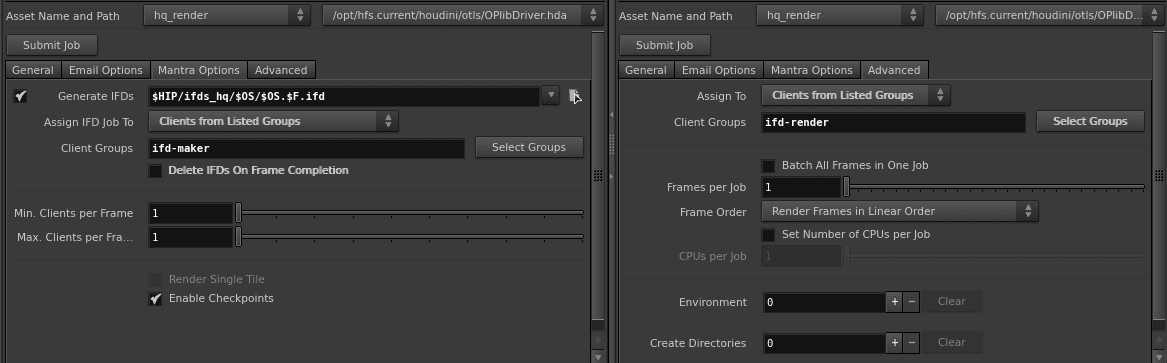 Asset Name and Path hq_render /opt/hfs.current/houdini/otls/OPlibDriver.hda
Submit Job
General Email Options Mantra Options Advanced
Generate IFDs $HIP/ifds_hq/$OS/$OS.$F.ifd
Assign IFD Job To Clients from Listed Groups
Client Groups ifd-maker Select Groups
Delete IFDs On Frame Completion
Min. Clients per Frame 1
Max. Clients per Fra... 1
Render Single Tile
Enable Checkpoints
Asset Name and Path hq_render /opt/hfs.current/houdini/otls/OPlibD...
Submit Job
General Email Options Mantra Options Advanced
Assign To Clients from Listed Groups
Client Groups ifd-render Select Groups
Batch All Frames in One Job
Frames per Job 1
Frame Order Render Frames in Linear Order
Set Number of CPUs per Job
CPUs per Job 1
Environment 0 + - Clear
Create Directories 0 + - Clear